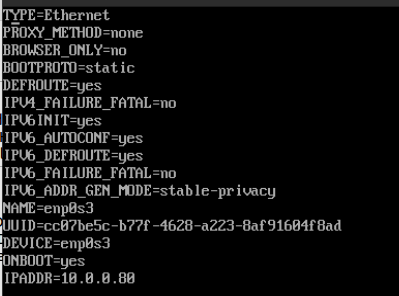 TYPE=Ethernet
PROXY_METHOD=none
BROWSER_ONLY=no
BOOTPROTO=static
DEFROUTE=yes
IPV4_FAILURE_FATAL=no
IPV6INIT=yes
IPV6_AUTOCONF=yes
IPV6_DEFROUTE=yes
IPV6_FAILURE_FATAL=no
IPV6_ADDR_GEN_MODE=stable-privacy
NAME=enp0s3
UUID=cc07be5c-b77f-4628-a223-8af91604f8ad
DEVICE=enp0s3
ONBOOT=yes
IPADDR=10.0.0.80